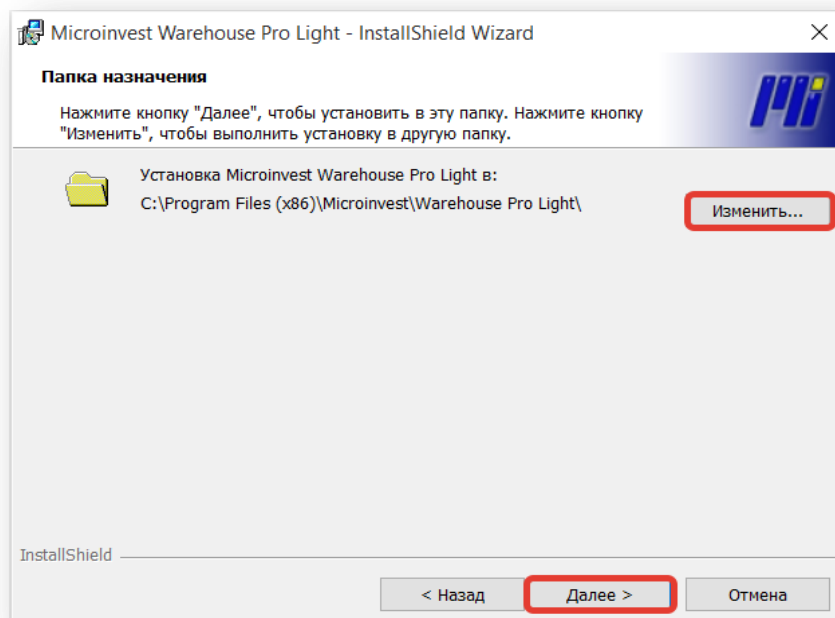 Microinvest Warehouse Pro Light - InstallShield Wizard
Папка назначения
Нажмите кнопку "Далее", чтобы установить в эту папку. Нажмите кнопку
"Изменить", чтобы выполнить установку в другую папку.
Установка Microinvest Warehouse Pro Light в:
C:\Program Files (x86)\Microinvest\Warehouse Pro Light\
Изменить...
InstallShield
< Назад
Далее >
Отмена